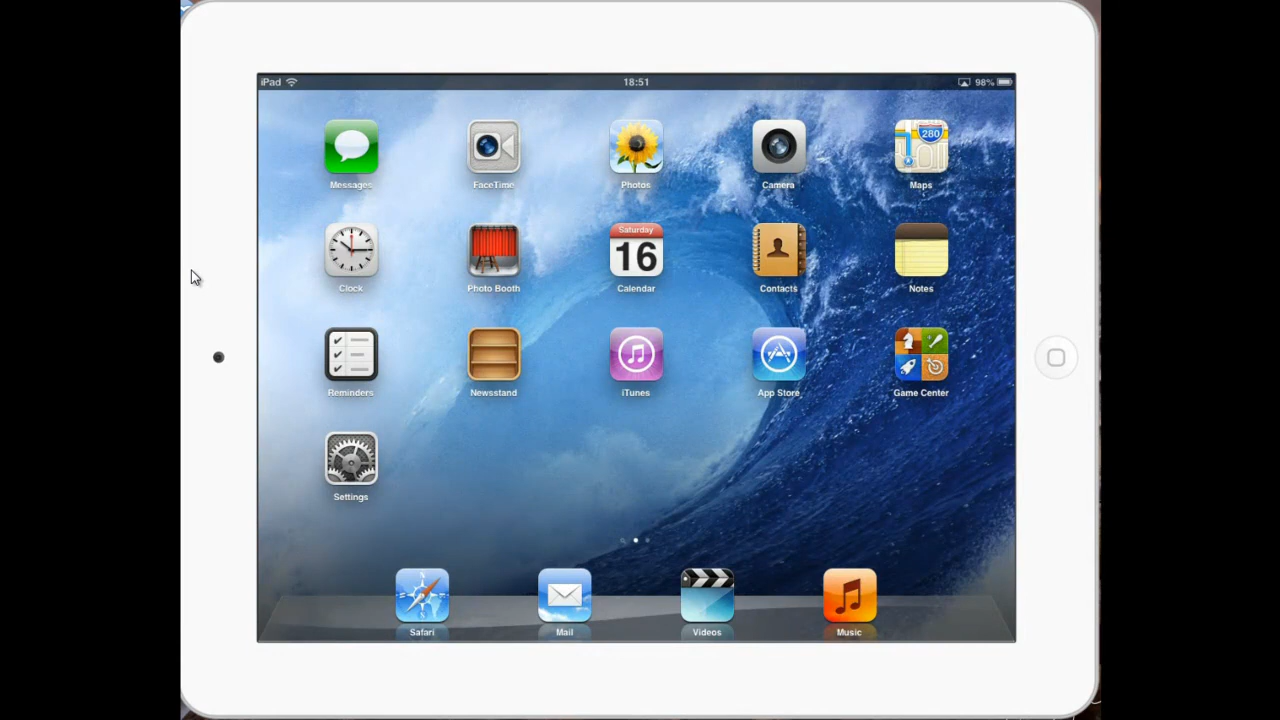 iPad 18:51 98%
280
Messages FaceTime Photos Camera Maps
Saturday
16
Clock Photo Booth Calendar Contacts Notes
Reminders Newsstand iTunes App Store Game Center
Settings
Safari Mail Videos Music